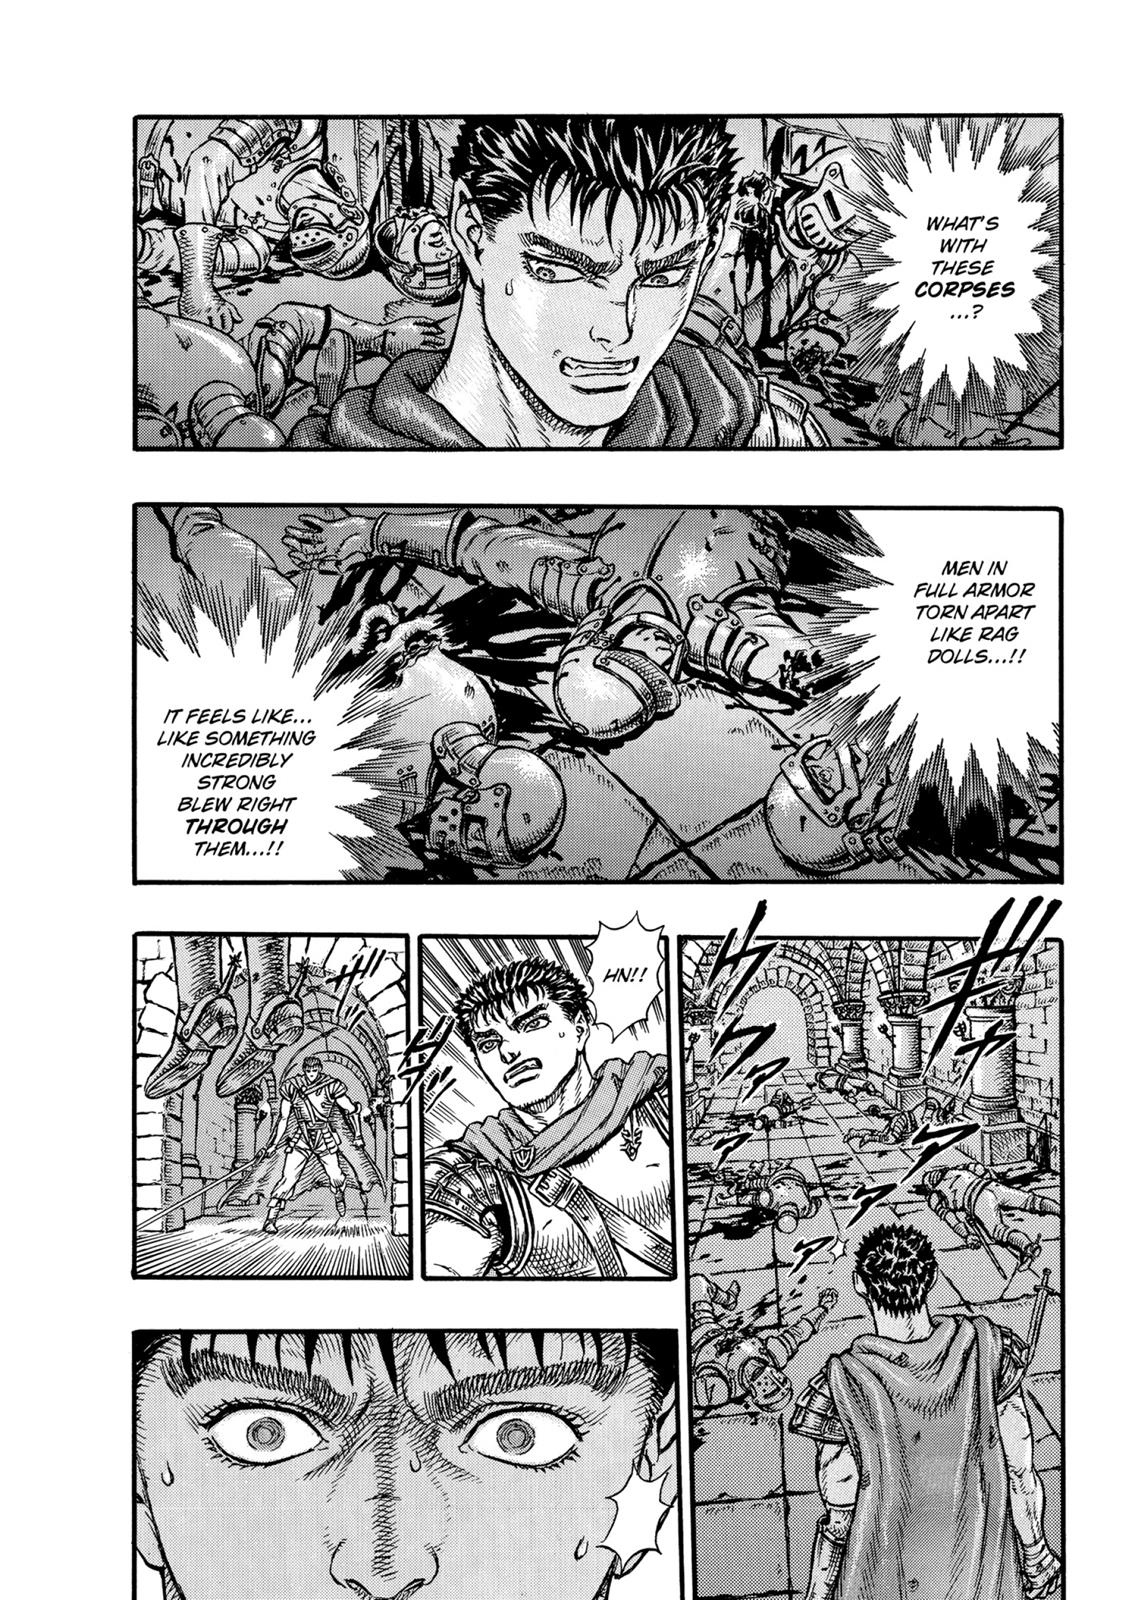 WHAT'S
WITH
THESE
CORPSES
...?
MEN IN
FULL ARMOR
TORN APART
LIKE RAG
DOLLS...!!
IT FEELS LIKE...
LIKE SOMETHING
INCREDIBLY
STRONG
BLEW RIGHT
THROUGH
THEM...!!
HN!!